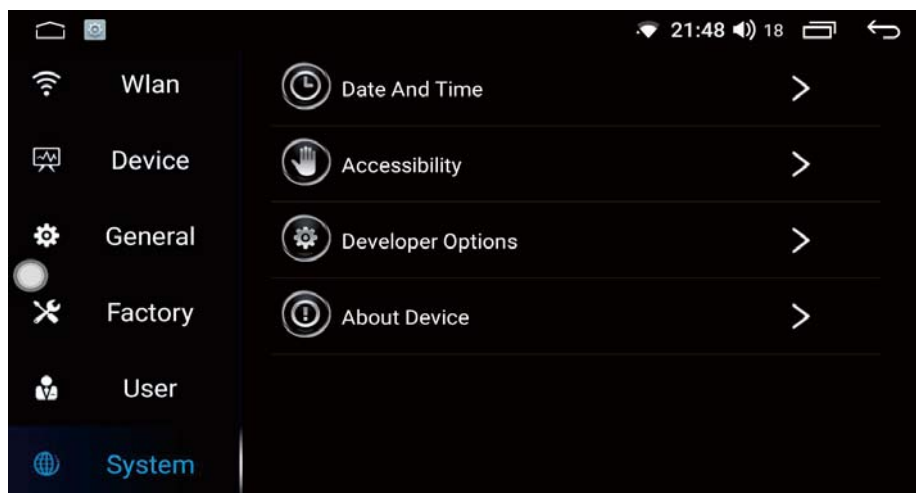 21:48 18
Wlan
Device
General
Factory
User
System
Date And Time
Accessibility
Developer Options
About Device